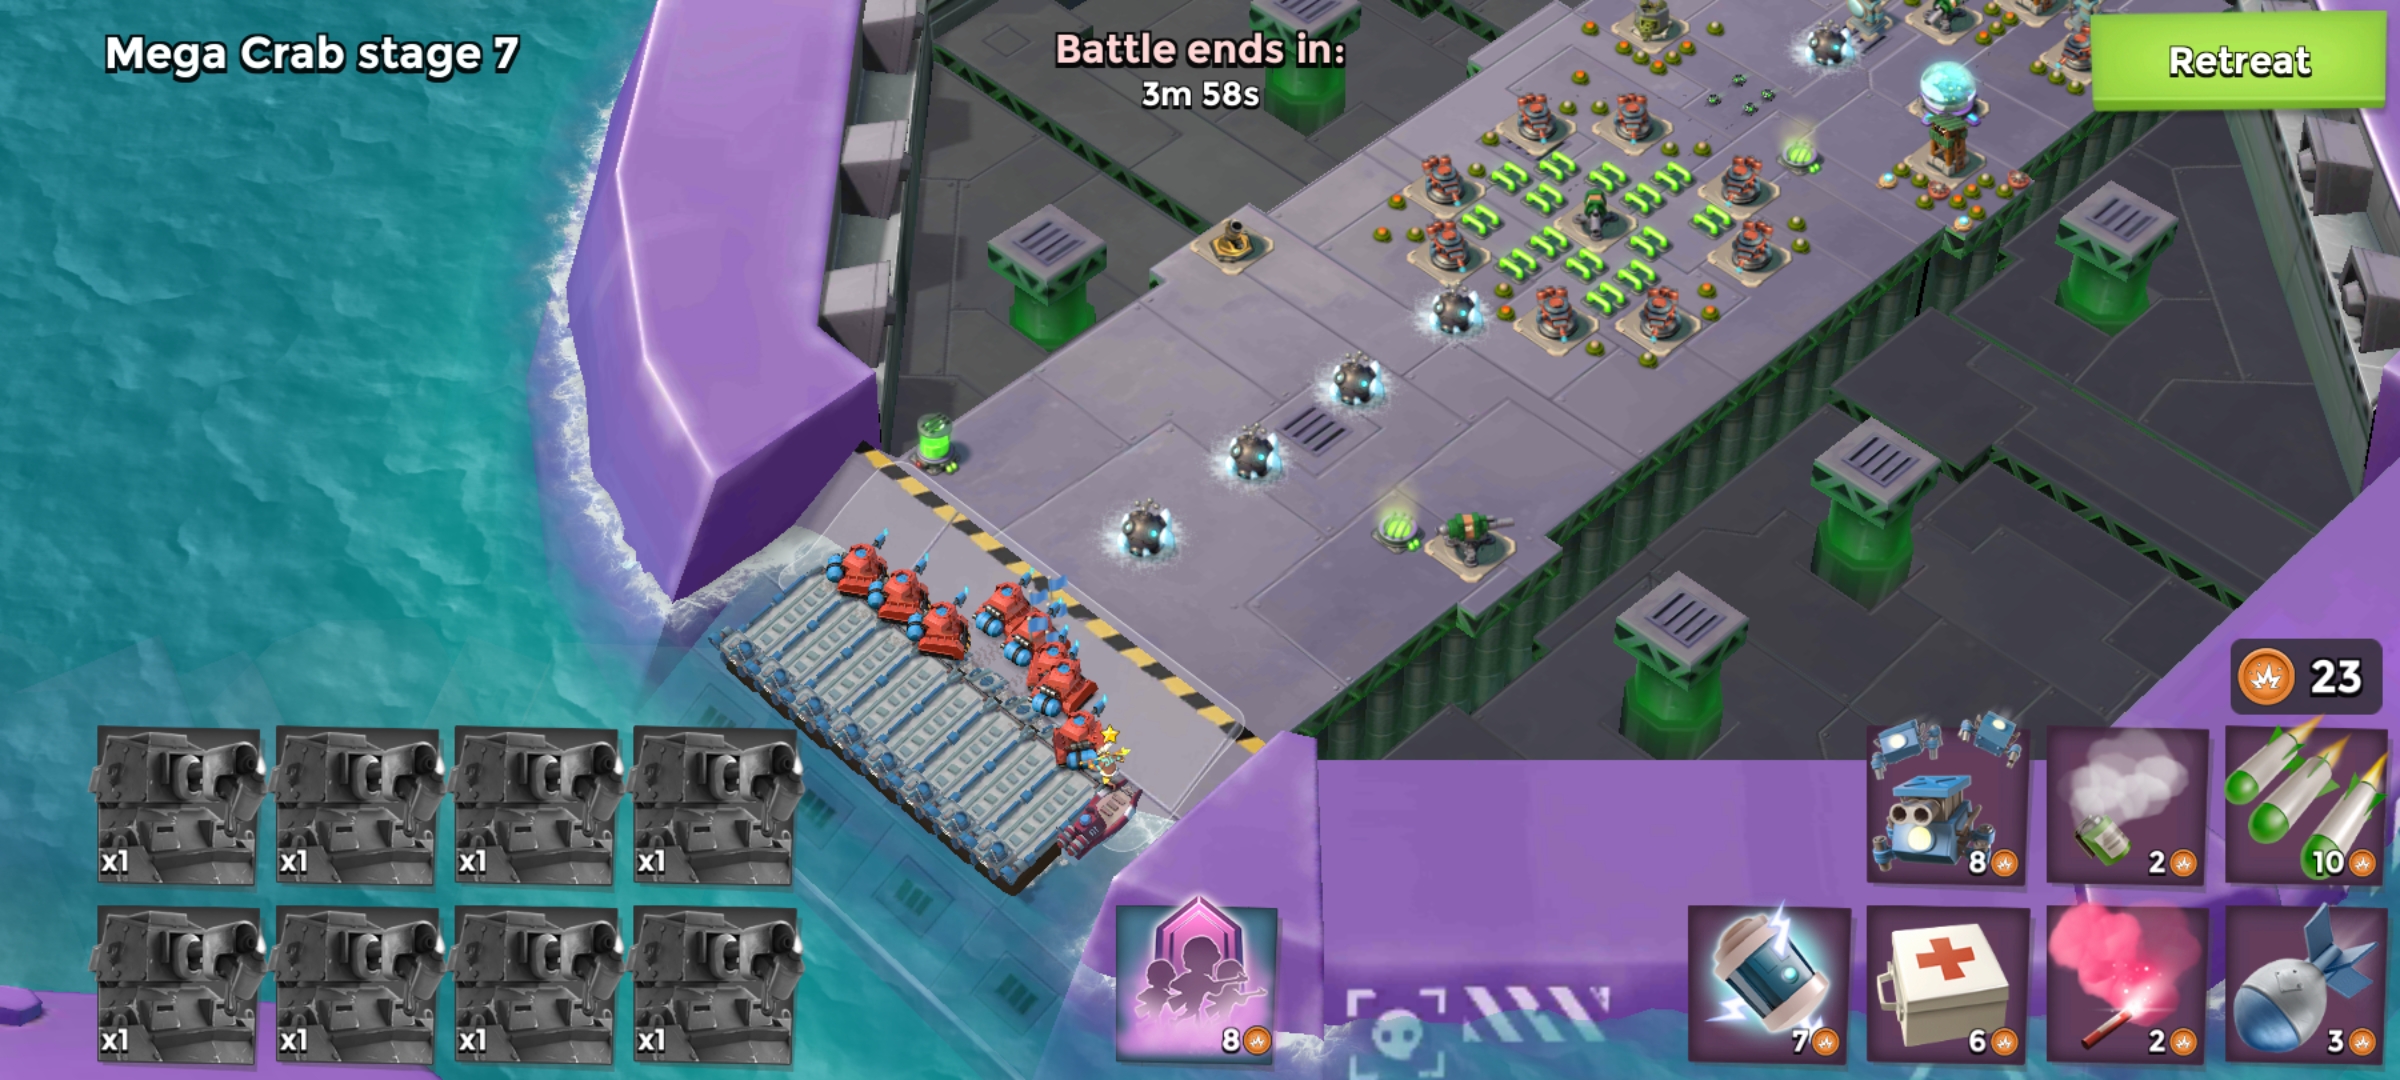 Mega Crab stage 7
Battle ends in:
3m 58s
Retreat
23
8
2
10
x1
x1
x1
x1
x1
x1
x1
x1
8
7
6
2
3